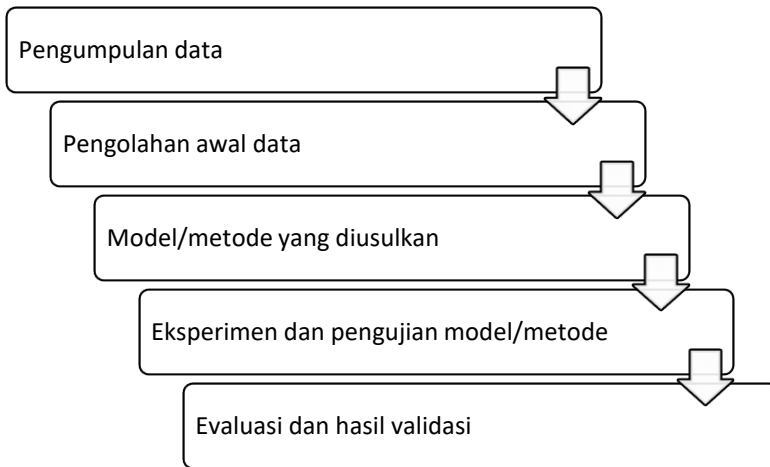 Pengumpulan data
Pengolahan awal data
Model/metode yang diusulkan
Eksperimen dan pengujian model/metode
Evaluasi dan hasil validasi